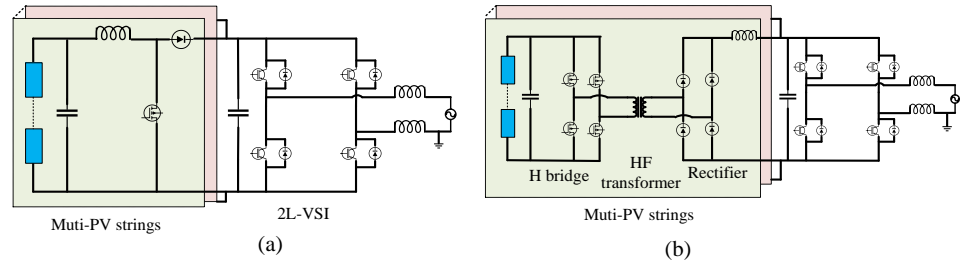 2L-VSI
Muti-PV strings
(a)
H bridge
HF
transformer
Rectifier
Muti-PV strings
(b)